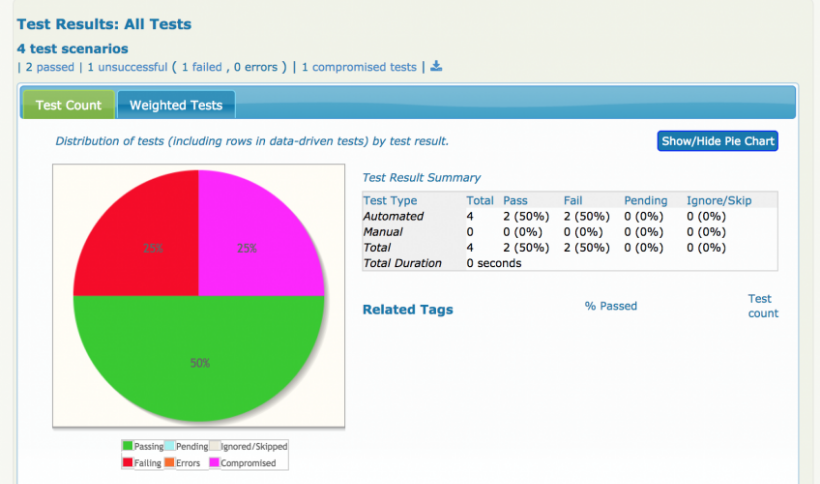 Test Results: All Tests
4 test scenarios
| 2 passed | 1 unsuccessful ( 1 failed , 0 errors ) | 1 compromised tests |
Test Count Weighted Tests
Distribution of tests (including rows in data-driven tests) by test result.
Show/Hide Pie Chart
25% 25%
50%
Passing Pending Ignored/Skipped
Failing Errors Compromised
Test Result Summary
Test Type Total Pass Fail Pending Ignore/Skip
Automated 4 2 (50%) 2 (50%) 0 (0%) 0 (0%)
Manual 0 0 (0%) 0 (0%) 0 (0%) 0 (0%)
Total 4 2 (50%) 2 (50%) 0 (0%) 0 (0%)
Total Duration 0 seconds
Related Tags % Passed Test
count